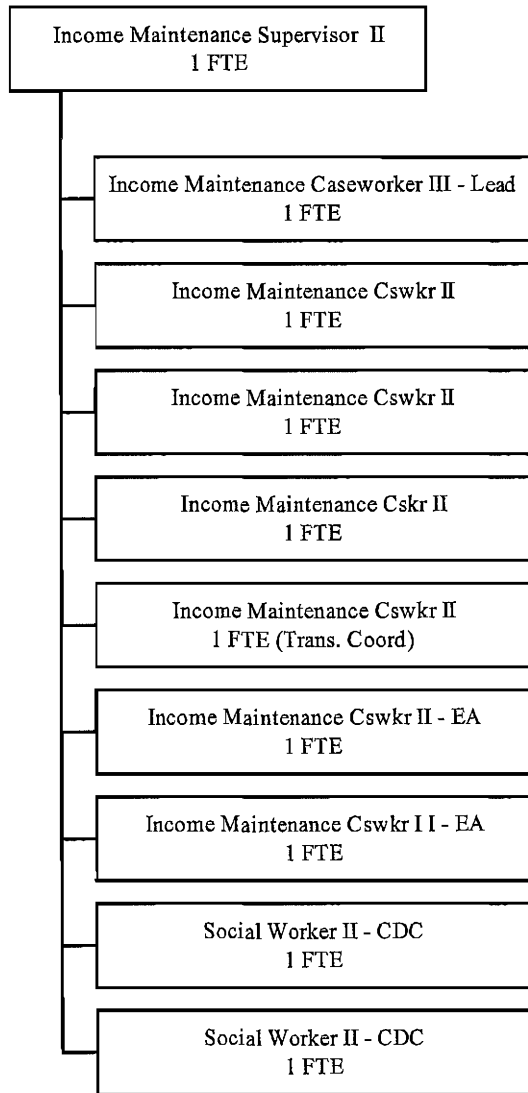 Income Maintenance Supervisor II
1 FTE
Income Maintenance Caseworker III - Lead
1 FTE
Income Maintenance Cswkr II
1 FTE
Income Maintenance Cswkr II
1 FTE
Income Maintenance Cskr II
1 FTE
Income Maintenance Cswkr II
1 FTE (Trans. Coord)
Income Maintenance Cswkr II - EA
1 FTE
Income Maintenance Cswkr I I - EA
1 FTE
Social Worker II - CDC
1 FTE
Social Worker II - CDC
1 FTE